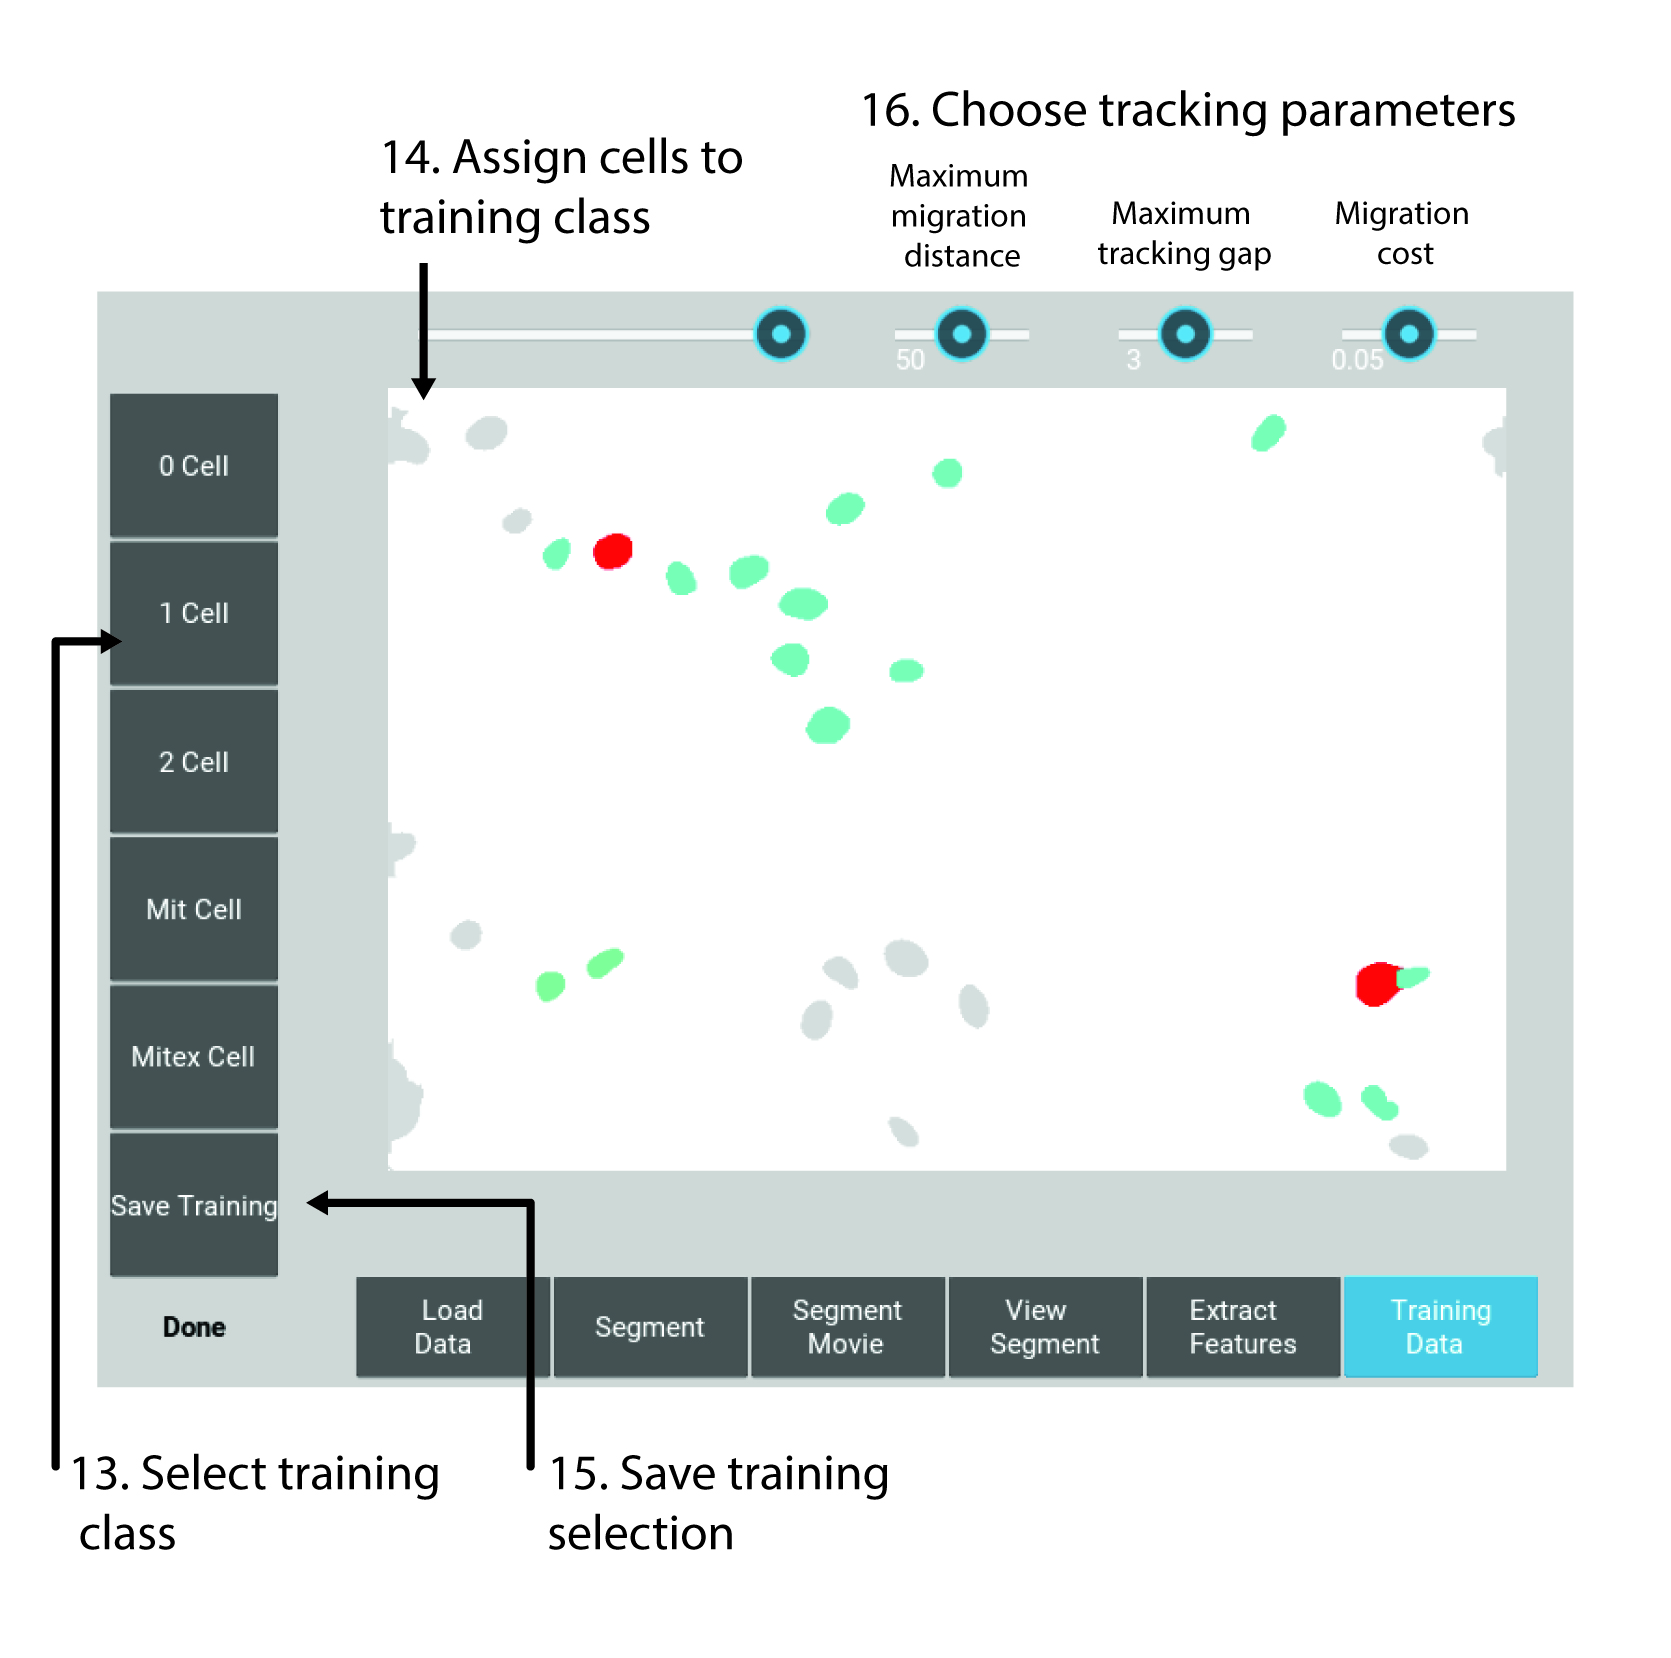 16. Choose tracking parameters
14. Assign cells to
training class
Maximum
migration
distance
Maximum
tracking gap
Migration
cost
50
3
0.05
0 Cell
1 Cell
2 Cell
Mit Cell
Mitex Cell
Save Training
Done
Load
Data
Segment
Segment
Movie
View
Segment
Extract
Features
Training
Data
13. Select training
class
15. Save training
selection